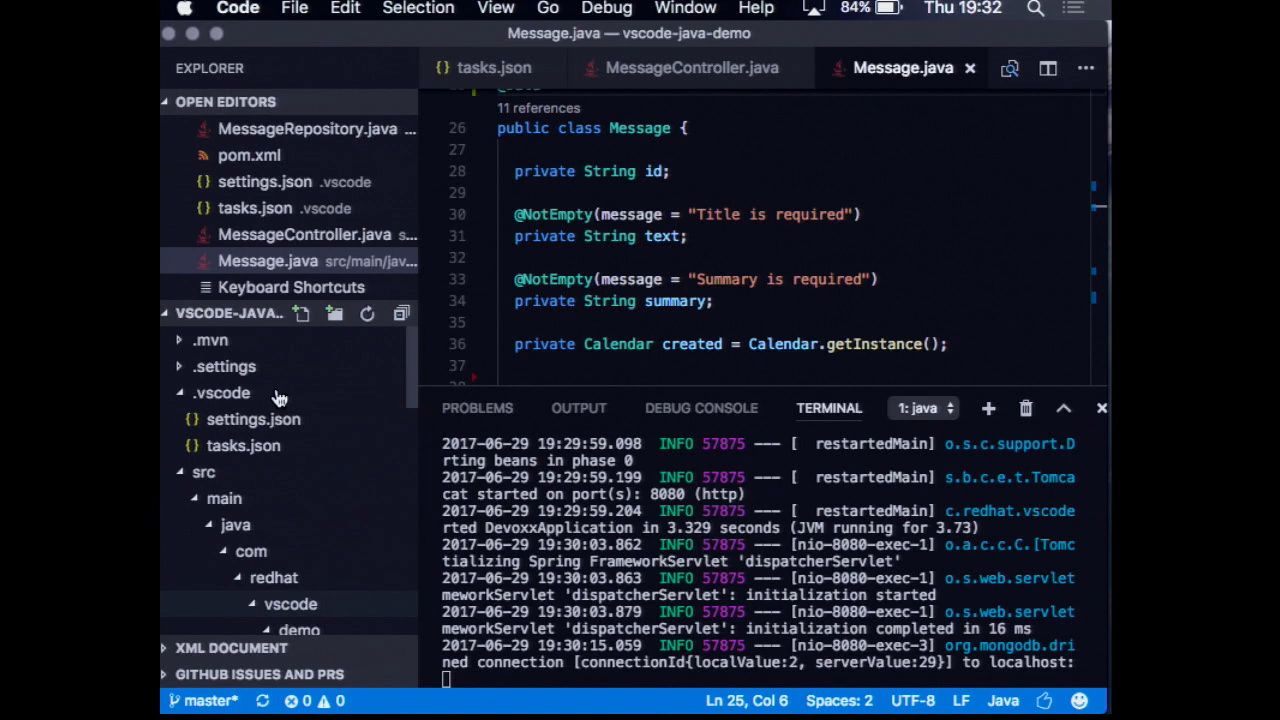 Code File Edit Selection View Go Debug Window Help 84% Thu 19:32
Message.java — vscode-java-demo
EXPLORER
OPEN EDITORS
MessageRepository.java ...
pom.xml
settings.json .vscode
tasks.json .vscode
MessageController.java s...
Message.java src/main/jav...
Keyboard Shortcuts
VSCODE-JAVA...
.mvn
.settings
.vscode
{} settings.json
{} tasks.json
src
main
java
com
redhat
vscode
demo
XML DOCUMENT
GITHUB ISSUES AND PRS
{} tasks.json MessageController.java Message.java ×
11 references
26 public class Message {
27
28 private String id;
29
30 @NotEmpty(message = "Title is required")
31 private String text;
32
33 @NotEmpty(message = "Summary is required")
34 private String summary;
35
36 private Calendar created = Calendar.getInstance();
37
PROBLEMS OUTPUT DEBUG CONSOLE TERMINAL 1: java
2017-06-29 19:29:59.098 INFO 57875 --- [ restartedMain] o.s.c.support.D
rting beans in phase 0
2017-06-29 19:29:59.199 INFO 57875 --- [ restartedMain] s.b.c.e.t.Tomca
cat started on port(s): 8080 (http)
2017-06-29 19:29:59.204 INFO 57875 --- [ restartedMain] c.redhat.vscode
rted DevoxxApplication in 3.329 seconds (JVM running for 3.73)
2017-06-29 19:30:03.862 INFO 57875 --- [nio-8080-exec-1] o.a.c.c.C.[Tomc
tializing Spring FrameworkServlet 'dispatcherServlet'
2017-06-29 19:30:03.863 INFO 57875 --- [nio-8080-exec-1] o.s.web.servlet
meworkServlet 'dispatcherServlet': initialization started
2017-06-29 19:30:03.879 INFO 57875 --- [nio-8080-exec-1] o.s.web.servlet
meworkServlet 'dispatcherServlet': initialization completed in 16 ms
2017-06-29 19:30:15.059 INFO 57875 --- [nio-8080-exec-3] org.mongodb.dri
ned connection [connectionId{localValue:2, serverValue:29}] to localhost:
master* 0 0 Ln 25, Col 6 Spaces: 2 UTF-8 LF Java